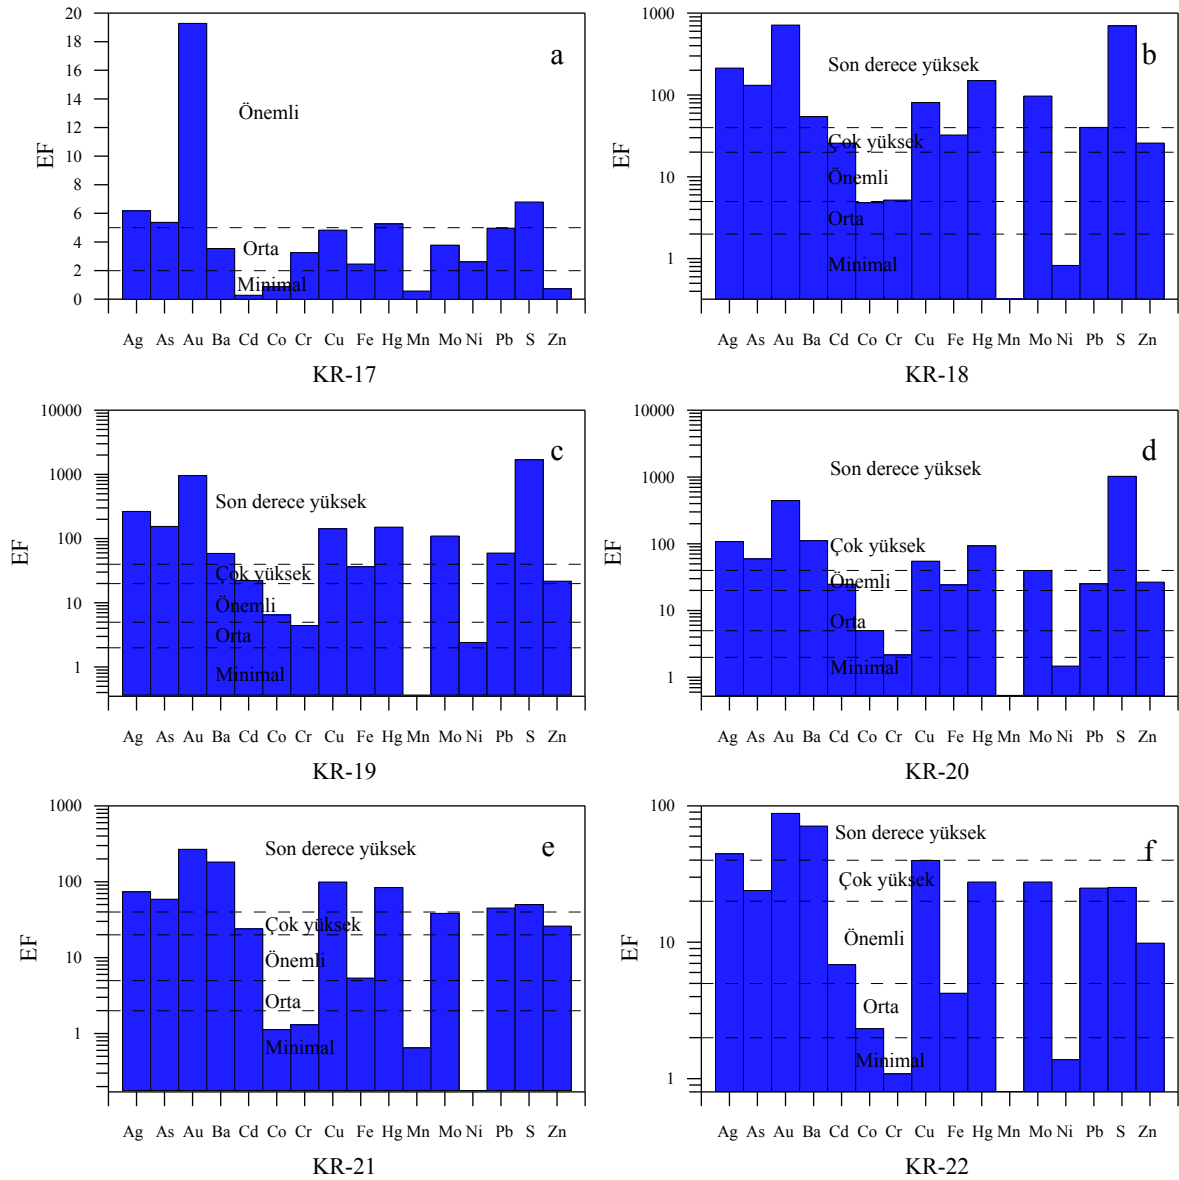 20
18
16
14
12
10
8
6
4
2
0
EF
a
Önemli
Orta
Minimal
Ag As Au Ba Cd Co Cr Cu Fe Hg Mn Mo Ni Pb S Zn
KR-17
1000
100
10
1
EF
b
Son derece yüksek
Çok yüksek
Önemli
Orta
Minimal
Ag As Au Ba Cd Co Cr Cu Fe Hg Mn Mo Ni Pb S Zn
KR-18
10000
1000
100
10
1
EF
c
Son derece yüksek
Çok yüksek
Önemli
Orta
Minimal
Ag As Au Ba Cd Co Cr Cu Fe Hg Mn Mo Ni Pb S Zn
KR-19
10000
1000
100
10
1
EF
d
Son derece yüksek
Çok yüksek
Önemli
Orta
Minimal
Ag As Au Ba Cd Co Cr Cu Fe Hg Mn Mo Ni Pb S Zn
KR-20
1000
100
10
1
EF
e
Son derece yüksek
Çok yüksek
Önemli
Orta
Minimal
Ag As Au Ba Cd Co Cr Cu Fe Hg Mn Mo Ni Pb S Zn
KR-21
100
10
1
EF
f
Son derece yüksek
Çok yüksek
Önemli
Orta
Minimal
Ag As Au Ba Cd Co Cr Cu Fe Hg Mn Mo Ni Pb S Zn
KR-22